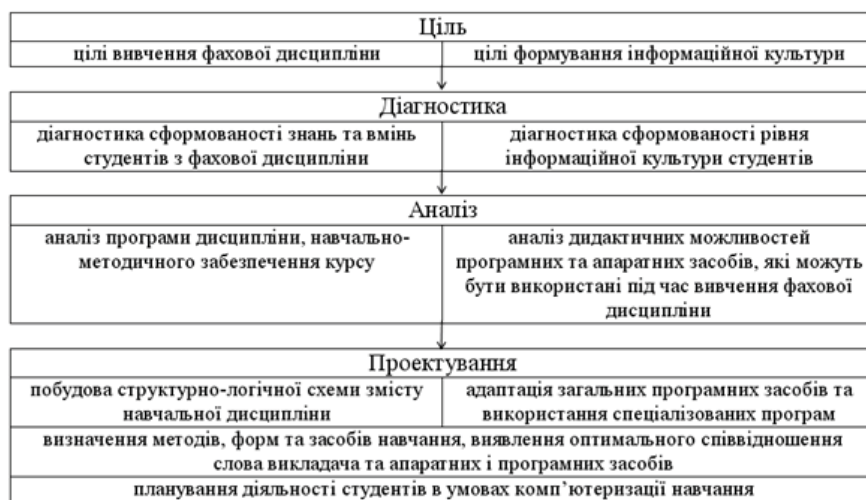 Ціль
цілі вивчення фахової дисципліни
цілі формування інформаційної культури
Діагностика
діагностика сформованості знань та вмінь
студентів з фахової дисципліни
діагностика сформованості рівня
інформаційної культури студентів
Аналіз
аналіз програми дисципліни, навчально-
методичного забезпечення курсу
аналіз дидактичних можливостей
програмних та апаратних засобів, які можуть
бути використані під час вивчення фахової
дисципліни
Проектування
побудова структурно-логічної схеми змісту
навчальної дисципліни
адаптація загальних програмних засобів та
використання спеціалізованих програм
визначення методів, форм та засобів навчання, виявлення оптимального співвідношення
слова викладача та апаратних і програмних засобів
планування діяльності студентів в умовах комп’ютеризації навчання